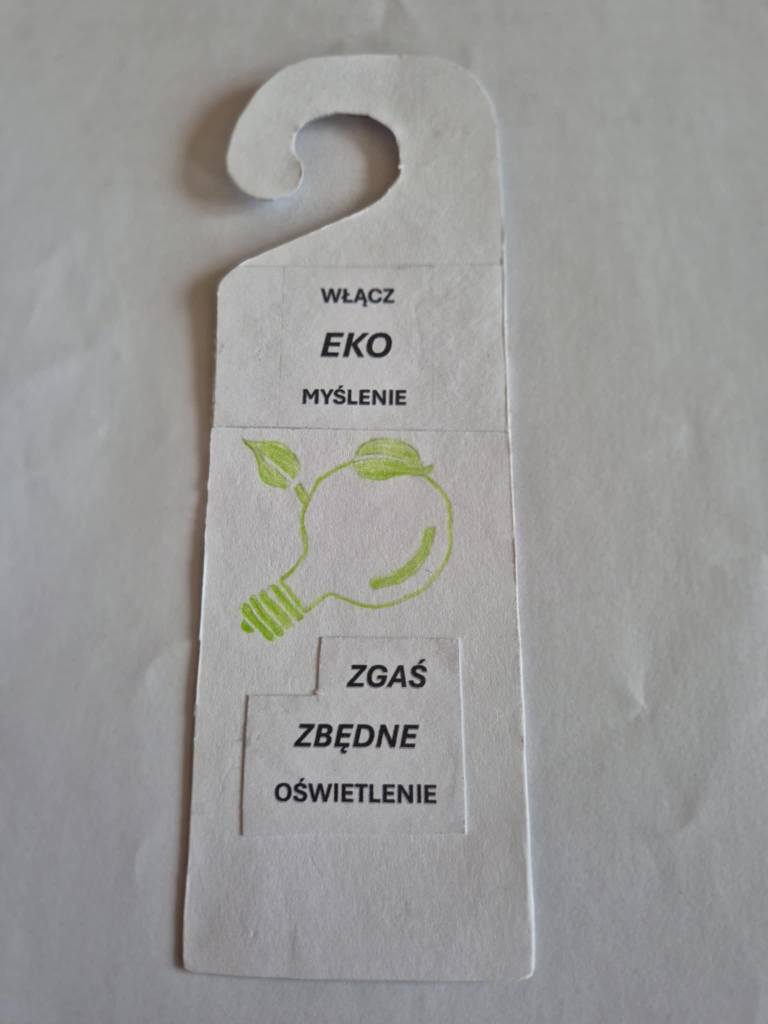 WŁĄCZ
EKO
MYŚLENIE
ZGAŚ
ZBĘDNE
OŚWIETLENIE